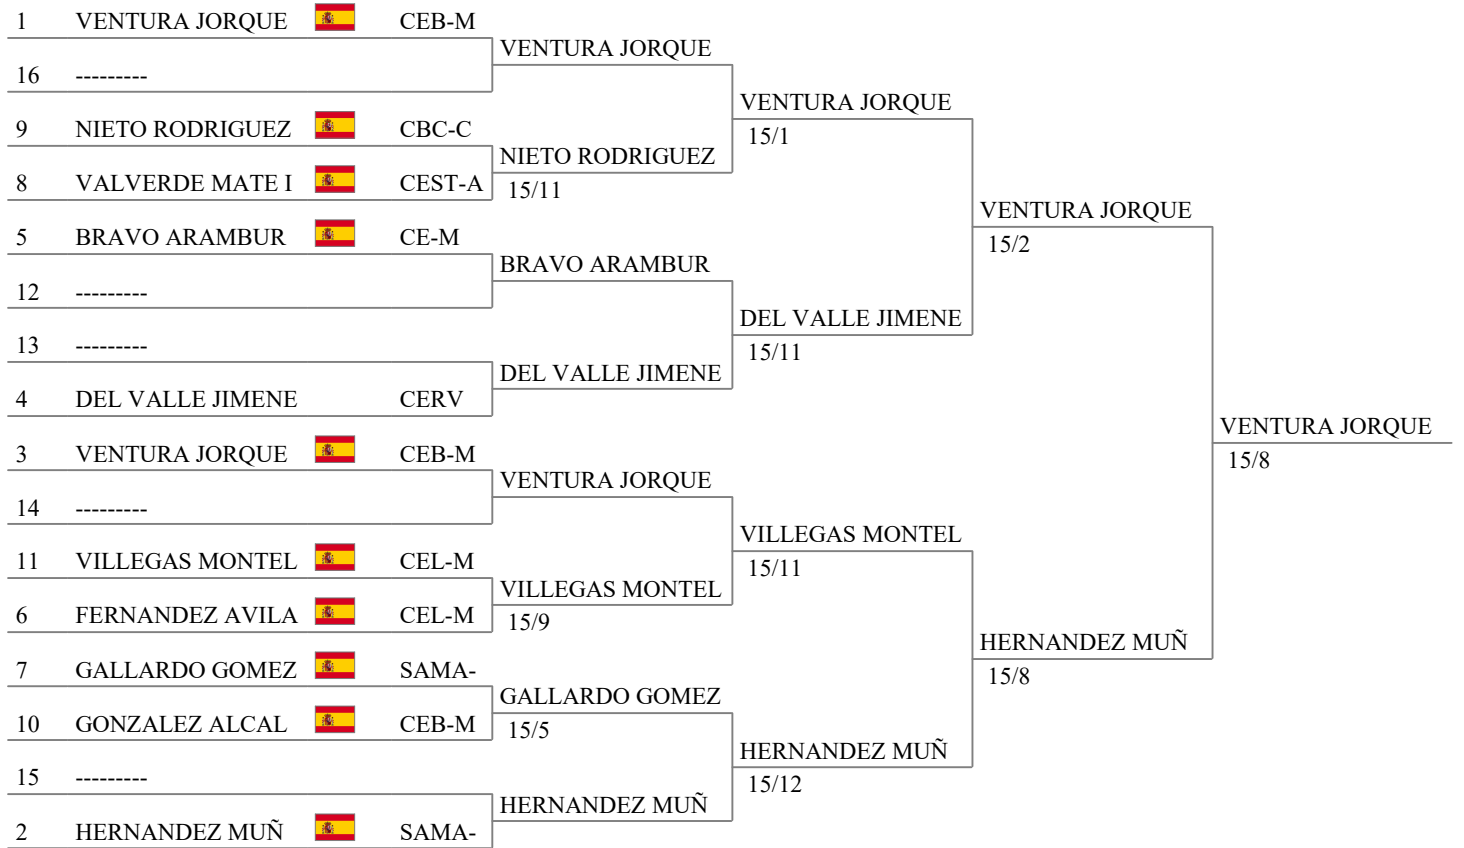 1 VENTURA JORQUE CEB-M
VENTURA JORQUE
16 ---------
VENTURA JORQUE
9 NIETO RODRIGUEZ CBC-C
15/1
NIETO RODRIGUEZ
8 VALVERDE MATE I CEST-A
15/11
VENTURA JORQUE
5 BRAVO ARAMBUR CE-M
15/2
BRAVO ARAMBUR
12 ---------
DEL VALLE JIMENE
13 ---------
15/11
DEL VALLE JIMENE
4 DEL VALLE JIMENE CERV
VENTURA JORQUE
3 VENTURA JORQUE CEB-M
15/8
VENTURA JORQUE
14 ---------
VILLEGAS MONTEL
11 VILLEGAS MONTEL CEL-M
15/11
VILLEGAS MONTEL
6 FERNANDEZ AVILA CEL-M
15/9
HERNANDEZ MUÑ
7 GALLARDO GOMEZ SAMA-
15/8
GALLARDO GOMEZ
10 GONZALEZ ALCAL CEB-M
15/5
HERNANDEZ MUÑ
15 ---------
15/12
HERNANDEZ MUÑ
2 HERNANDEZ MUÑ SAMA-